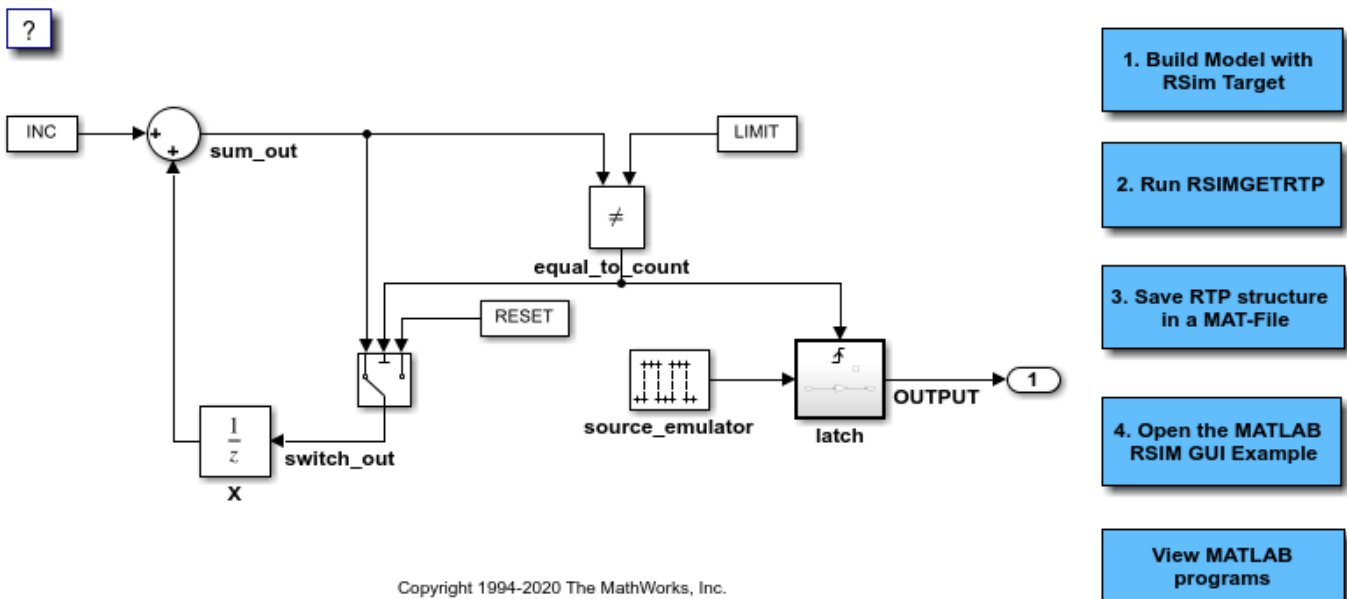 ?
INC
+
+
sum_out
LIMIT
≠
equal_to_count
RESET
1
z
X
switch_out
source_emulator
latch
OUTPUT
1
1. Build Model with
RSim Target
2. Run RSIMGETRTP
3. Save RTP structure
in a MAT-File
4. Open the MATLAB
RSIM GUI Example
View MATLAB
programs
Copyright 1994-2020 The MathWorks, Inc.